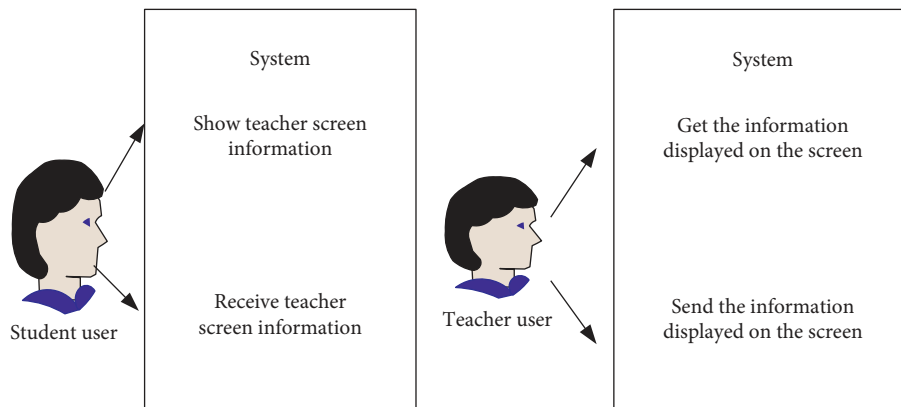 System
Show teacher screen
information
Receive teacher
screen information
Student user
System
Get the information
displayed on the screen
Send the information
displayed on the screen
Teacher user